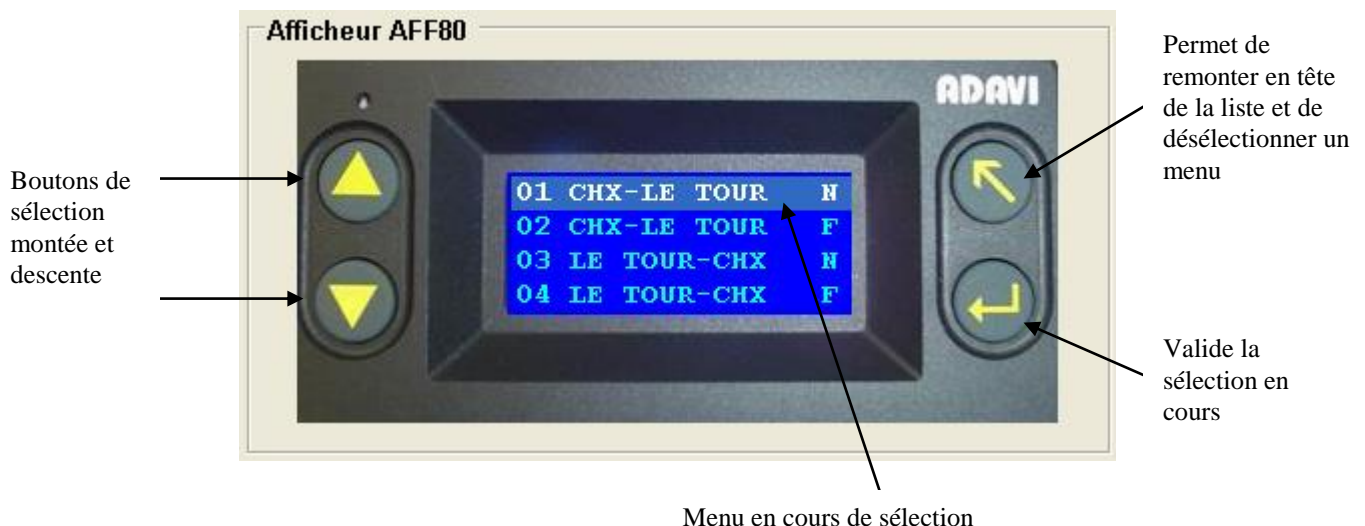 Afficheur AFF80
ADAVI
01 CHX-LE TOUR N
02 CHX-LE TOUR F
03 LE TOUR-CHX N
04 LE TOUR-CHX F
Boutons de
sélection
montée et
descente
Permet de
remonter en tête
de la liste et de
désélectionner un
menu
Valide la
sélection en
cours
Menu en cours de sélection